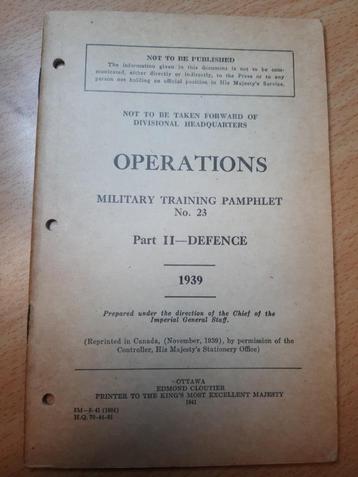 NOT TO BE PUBLISHED
The information given in this document is not to be com-
municated, either directly or indirectly, to the Press or to any
person not holding an official position in His Majesty's Service.
NOT TO BE TAKEN FORWARD OF
DIVISIONAL HEADQUARTERS
OPERATIONS
MILITARY TRAINING PAMPHLET
No. 23
Part II—DEFENCE
1939
Prepared under the direction of the Chief of the
Imperial General Staff.
(Reprinted in Canada, (November, 1939), by permission of the
Controller, His Majesty's Stationery Office)
OTTAWA
EDMOND CLOUTIER
PRINTER TO THE KING'S MOST EXCELLENT MAJESTY
1941